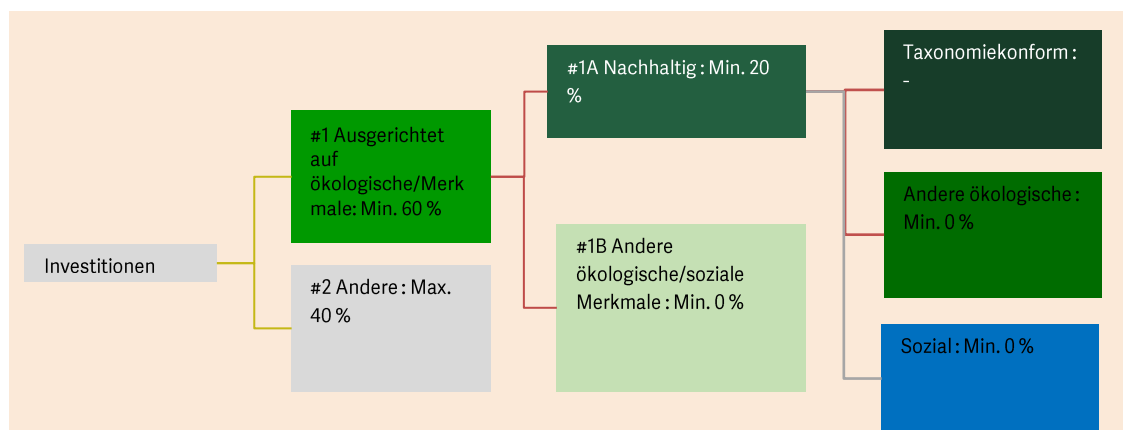 Investitionen
#1 Ausgerichtet
auf
ökologische/Merk
male: Min. 60 %
#2 Andere : Max.
40 %
#1A Nachhaltig : Min. 20
%
#1B Andere
ökologische/soziale
Merkmale : Min. 0 %
Taxonomiekonform :
-
Andere ökologische :
Min. 0 %
Sozial : Min. 0 %